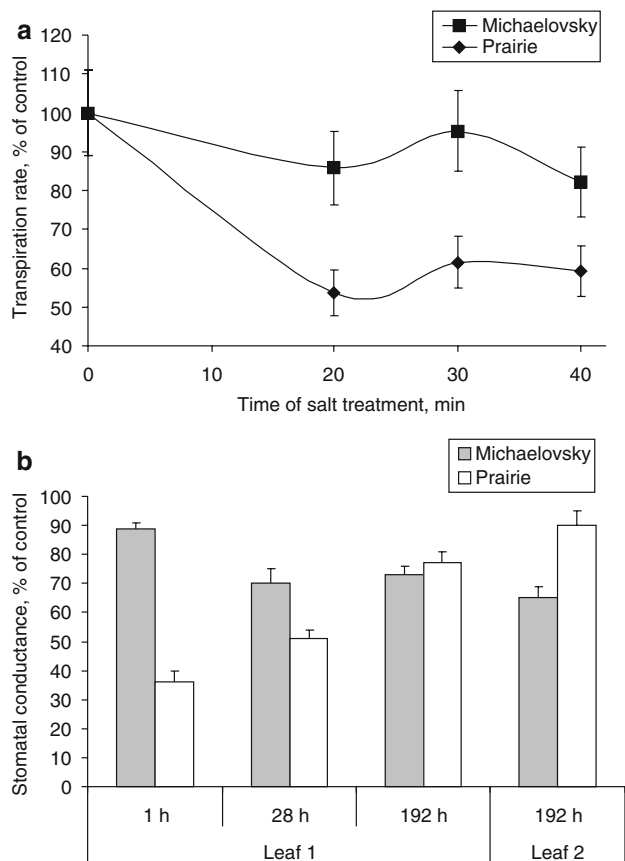 a
Michaelovsky
Prairie
120
110
100
90
80
70
60
50
40
0 10 20 30 40
Transpiration rate, % of control
Time of salt treatment, min
b
Michaelovsky
Prairie
100
90
80
70
60
50
40
30
20
10
0
Stomatal conductance, % of control
1 h 28 h 192 h 192 h
Leaf 1 Leaf 2